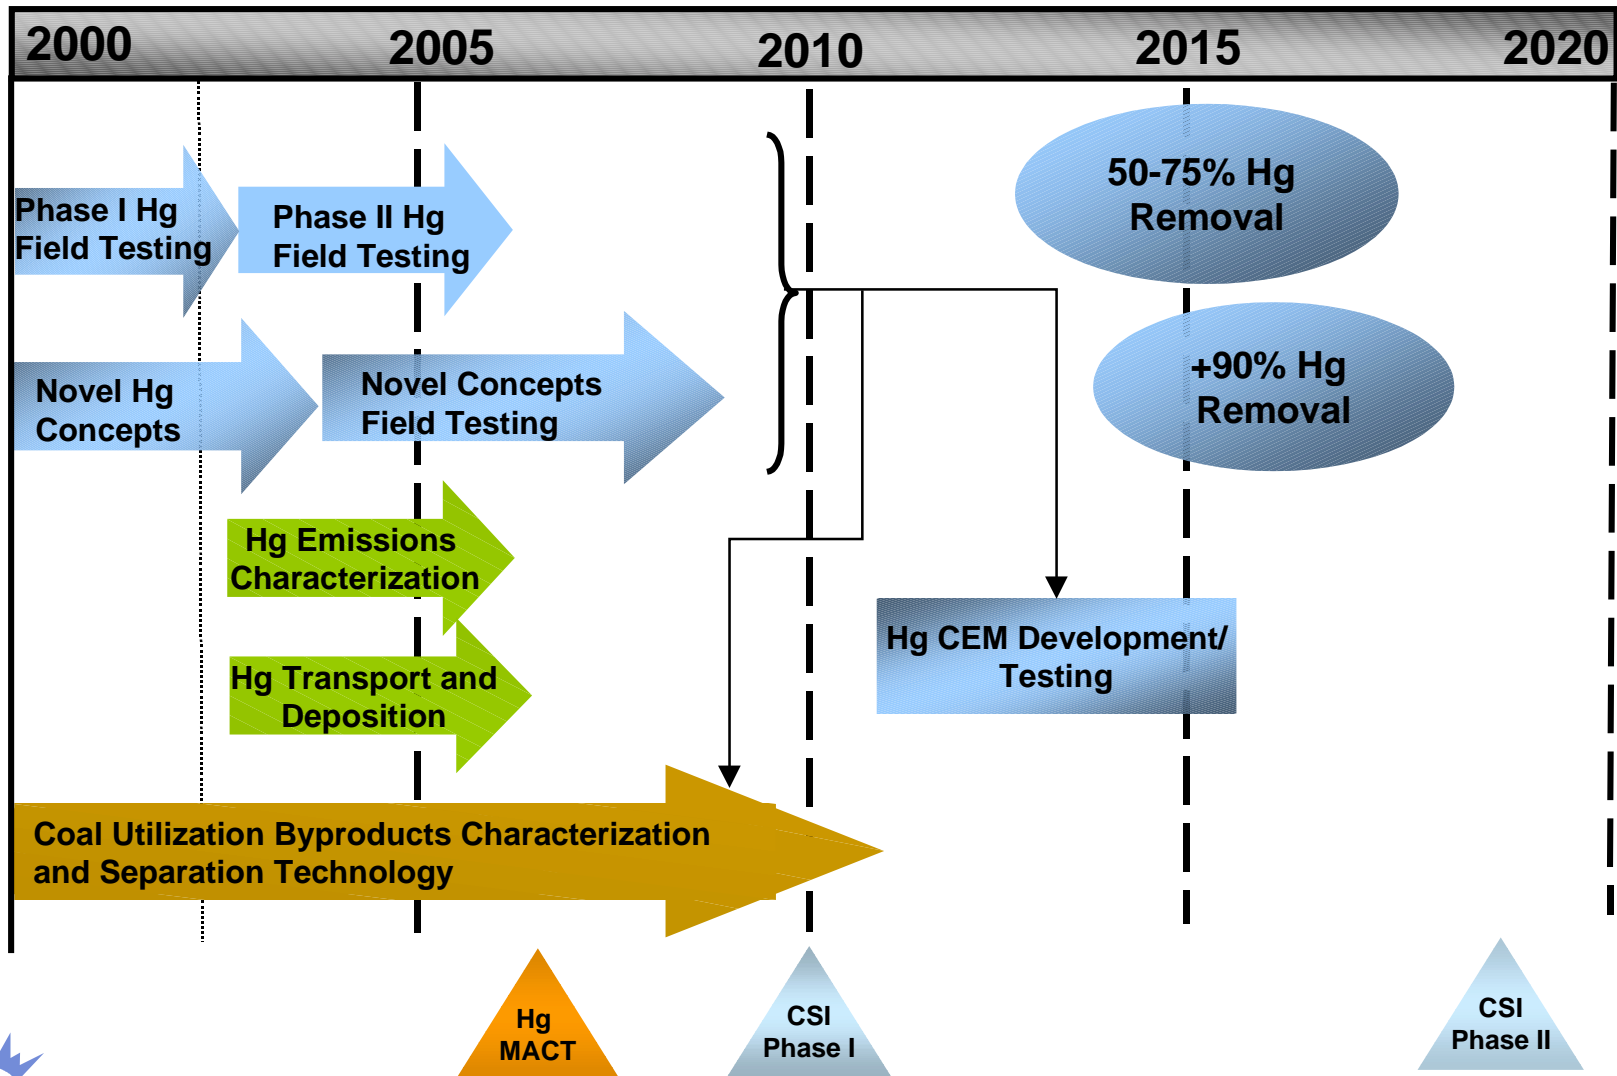 2000 2005 2010 2015 2020
Phase I Hg
Field Testing
Phase II Hg
Field Testing
50-75% Hg
Removal
Novel Hg
Concepts
Novel Concepts
Field Testing
+90% Hg
Removal
Hg Emissions
Characterization
Hg Transport and
Deposition
Hg CEM Development/
Testing
Coal Utilization Byproducts Characterization
and Separation Technology
Hg
MACT
CSI
Phase I
CSI
Phase II